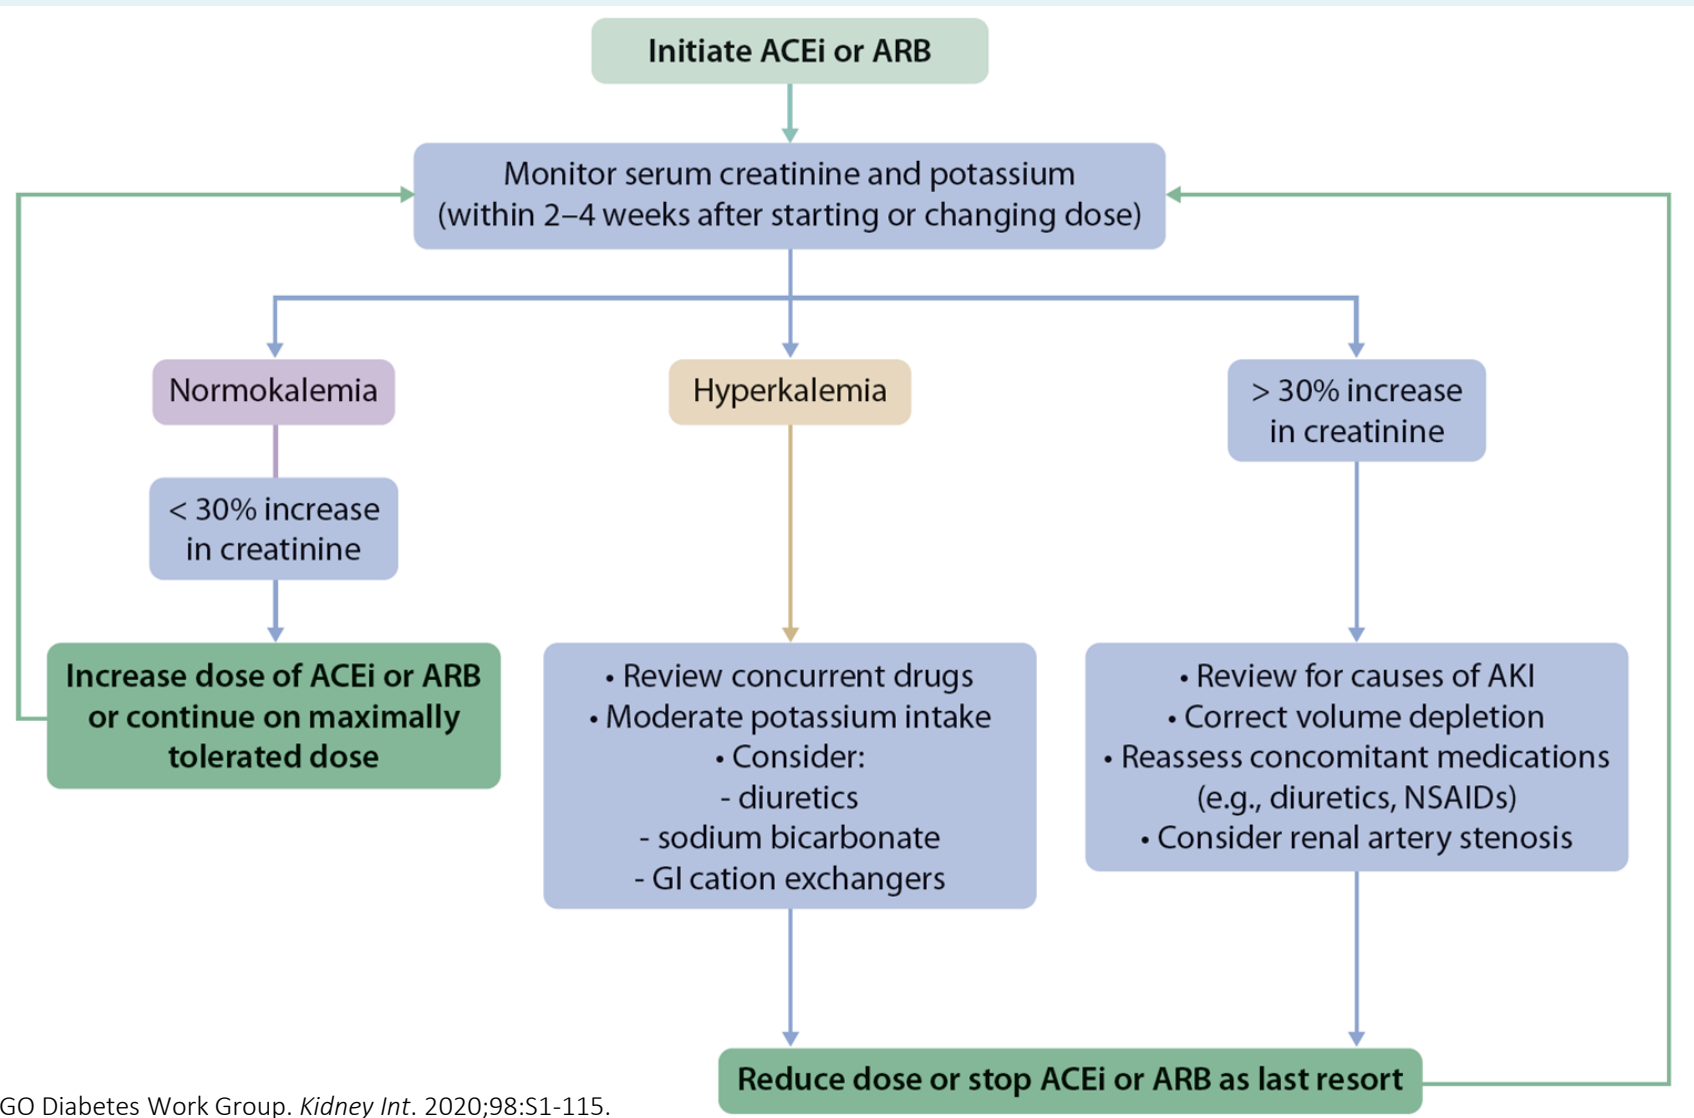 Initiate ACEi or ARB
Monitor serum creatinine and potassium
(within 2–4 weeks after starting or changing dose)
Normokalemia
< 30% increase
in creatinine
Increase dose of ACEi or ARB
or continue on maximally
tolerated dose
Hyperkalemia
• Review concurrent drugs
• Moderate potassium intake
• Consider:
- diuretics
- sodium bicarbonate
- GI cation exchangers
> 30% increase
in creatinine
• Review for causes of AKI
• Correct volume depletion
• Reassess concomitant medications
(e.g., diuretics, NSAIDs)
• Consider renal artery stenosis
Reduce dose or stop ACEi or ARB as last resort
GO Diabetes Work Group. Kidney Int. 2020;98:S1-115.